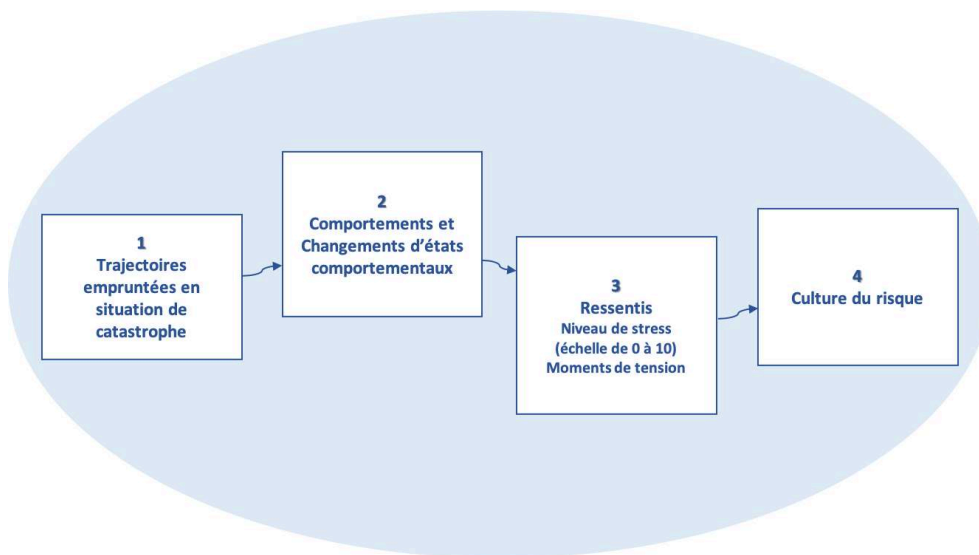 1
Trajectoires
empruntées en
situation de
catastrophe
2
Comportements et
Changements d’états
comportementaux
3
Ressentis
Niveau de stress
(échelle de 0 à 10)
Moments de tension
4
Culture du risque